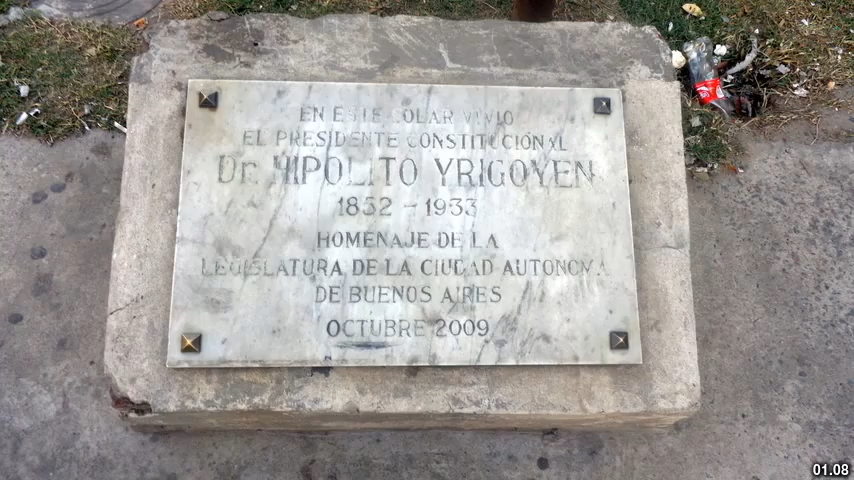 EN ESTE SOLAR VIVIO
EL PRESIDENTE CONSTITUCIONAL
Dr. HIPOLITO YRIGOYEN
1852 - 1933
HOMENAJE DE LA
LEGISLATURA DE LA CIUDAD AUTONOMA
DE BUENOS AIRES
OCTUBRE 2009
01.08